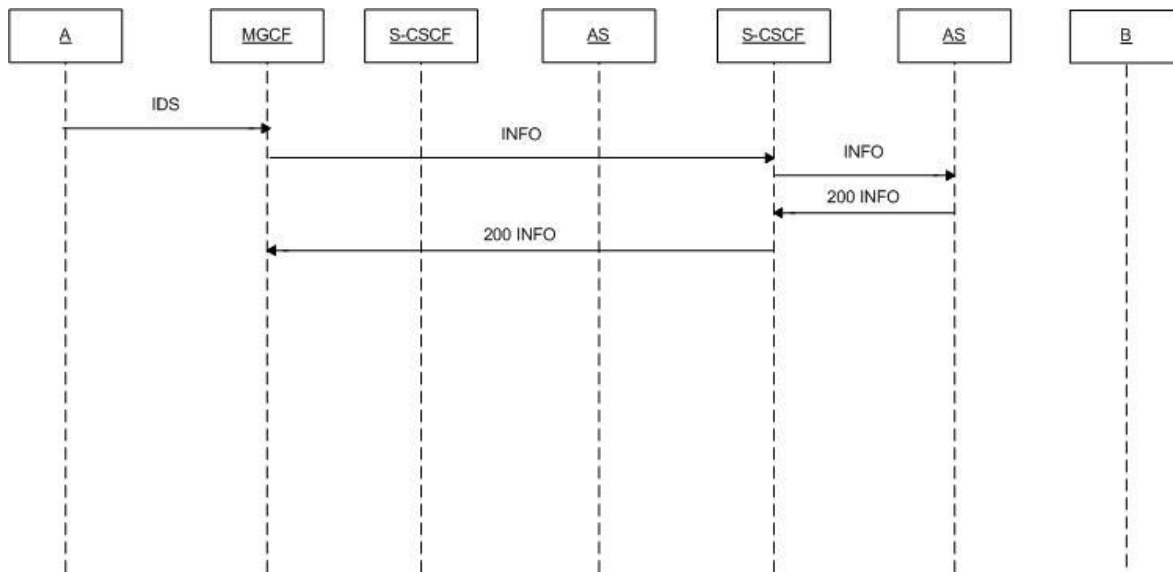 A
MGCF
S-CSCF
AS
S-CSCF
AS
B
IDS
INFO
INFO
200 INFO
200 INFO